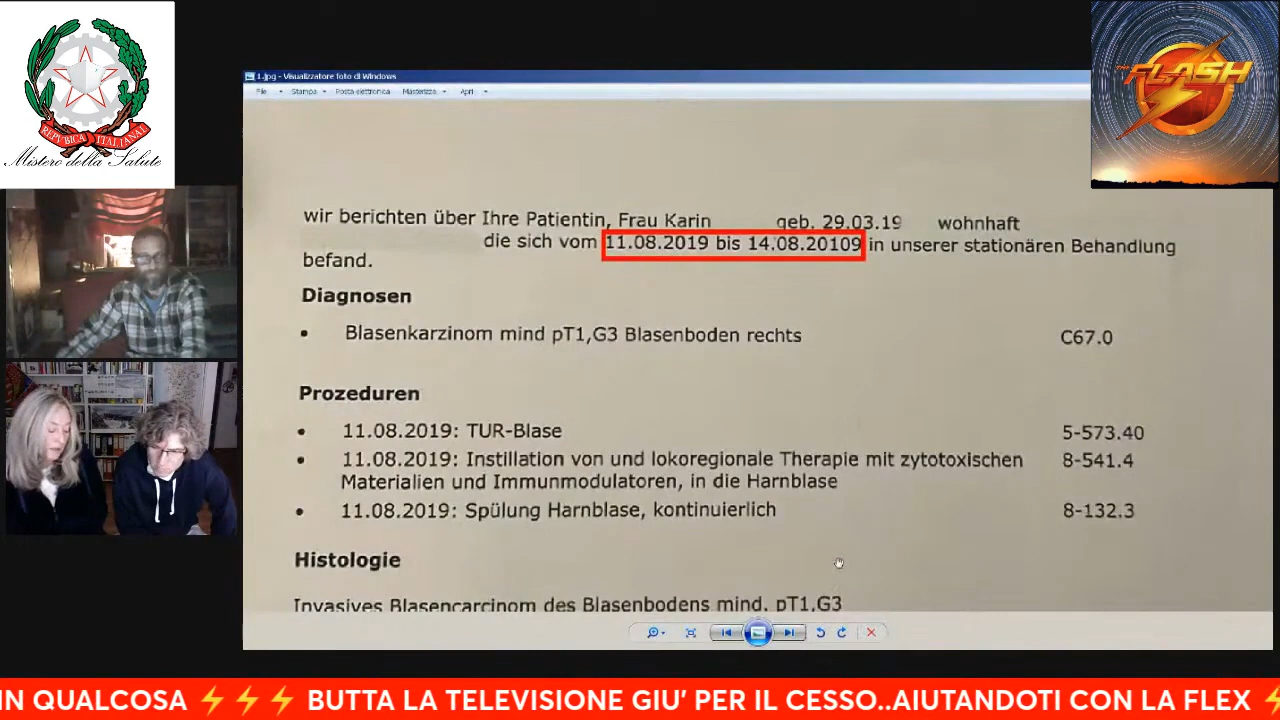 REPVBBLICA ITALIANA
Mistero della Salute
THE FLASH
1.jpg - Visualizzatore foto di Windows
File Stampa Posta elettronica Masterizza Apri
wir berichten über Ihre Patientin, Frau Karin geb. 29.03.19 wohnhaft
die sich vom 11.08.2019 bis 14.08.20109 in unserer stationären Behandlung
befand.
Diagnosen
• Blasenkarzinom mind pT1,G3 Blasenboden rechts C67.0
Prozeduren
• 11.08.2019: TUR-Blase 5-573.40
• 11.08.2019: Instillation von und lokoregionale Therapie mit zytotoxischen 8-541.4
Materialien und Immunmodulatoren, in die Harnblase
• 11.08.2019: Spülung Harnblase, kontinuierlich 8-132.3
Histologie
Invasives Blasencarcinom des Blasenbodens mind. pT1,G3
IN QUALCOSA ⚡⚡⚡ BUTTA LA TELEVISIONE GIU’ PER IL CESSO..AIUTANDOTI CON LA FLEX ⚡